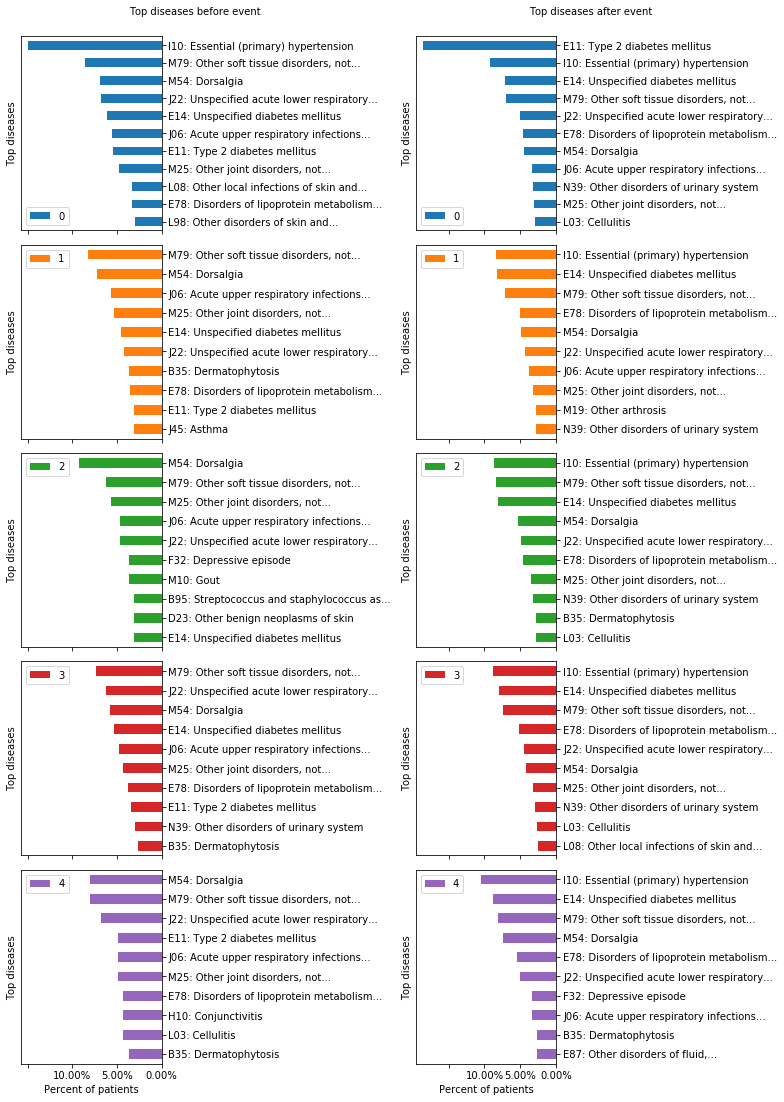 Top diseases before event
Top diseases
I10: Essential (primary) hypertension
M79: Other soft tissue disorders, not...
M54: Dorsalgia
J22: Unspecified acute lower respiratory...
E14: Unspecified diabetes mellitus
J06: Acute upper respiratory infections...
E11: Type 2 diabetes mellitus
M25: Other joint disorders, not...
L08: Other local infections of skin and...
E78: Disorders of lipoprotein metabolism...
L98: Other disorders of skin and...
0
Top diseases
1
M79: Other soft tissue disorders, not...
M54: Dorsalgia
J06: Acute upper respiratory infections...
M25: Other joint disorders, not...
E14: Unspecified diabetes mellitus
J22: Unspecified acute lower respiratory...
B35: Dermatophytosis
E78: Disorders of lipoprotein metabolism...
E11: Type 2 diabetes mellitus
J45: Asthma
Top diseases
2
M54: Dorsalgia
M79: Other soft tissue disorders, not...
M25: Other joint disorders, not...
J06: Acute upper respiratory infections...
J22: Unspecified acute lower respiratory...
F32: Depressive episode
M10: Gout
B95: Streptococcus and staphylococcus as...
D23: Other benign neoplasms of skin
E14: Unspecified diabetes mellitus
Top diseases
3
M79: Other soft tissue disorders, not...
J22: Unspecified acute lower respiratory...
M54: Dorsalgia
E14: Unspecified diabetes mellitus
J06: Acute upper respiratory infections...
M25: Other joint disorders, not...
E78: Disorders of lipoprotein metabolism...
E11: Type 2 diabetes mellitus
N39: Other disorders of urinary system
B35: Dermatophytosis
Top diseases
4
M54: Dorsalgia
M79: Other soft tissue disorders, not...
J22: Unspecified acute lower respiratory...
E11: Type 2 diabetes mellitus
J06: Acute upper respiratory infections...
M25: Other joint disorders, not...
E78: Disorders of lipoprotein metabolism...
H10: Conjunctivitis
L03: Cellulitis
B35: Dermatophytosis
10.00% 5.00% 0.00%
Percent of patients
Top diseases after event
Top diseases
E11: Type 2 diabetes mellitus
I10: Essential (primary) hypertension
E14: Unspecified diabetes mellitus
M79: Other soft tissue disorders, not...
J22: Unspecified acute lower respiratory...
E78: Disorders of lipoprotein metabolism...
M54: Dorsalgia
J06: Acute upper respiratory infections...
N39: Other disorders of urinary system
M25: Other joint disorders, not...
L03: Cellulitis
0
Top diseases
1
I10: Essential (primary) hypertension
E14: Unspecified diabetes mellitus
M79: Other soft tissue disorders, not...
E78: Disorders of lipoprotein metabolism...
M54: Dorsalgia
J22: Unspecified acute lower respiratory...
J06: Acute upper respiratory infections...
M25: Other joint disorders, not...
M19: Other arthrosis
N39: Other disorders of urinary system
Top diseases
2
I10: Essential (primary) hypertension
M79: Other soft tissue disorders, not...
E14: Unspecified diabetes mellitus
M54: Dorsalgia
J22: Unspecified acute lower respiratory...
E78: Disorders of lipoprotein metabolism...
M25: Other joint disorders, not...
N39: Other disorders of urinary system
B35: Dermatophytosis
L03: Cellulitis
Top diseases
3
I10: Essential (primary) hypertension
E14: Unspecified diabetes mellitus
M79: Other soft tissue disorders, not...
E78: Disorders of lipoprotein metabolism...
J22: Unspecified acute lower respiratory...
M54: Dorsalgia
M25: Other joint disorders, not...
N39: Other disorders of urinary system
L03: Cellulitis
L08: Other local infections of skin and...
Top diseases
4
I10: Essential (primary) hypertension
E14: Unspecified diabetes mellitus
M79: Other soft tissue disorders, not...
M54: Dorsalgia
E78: Disorders of lipoprotein metabolism...
J22: Unspecified acute lower respiratory...
F32: Depressive episode
J06: Acute upper respiratory infections...
B35: Dermatophytosis
E87: Other disorders of fluid,...
10.00% 5.00% 0.00%
Percent of patients